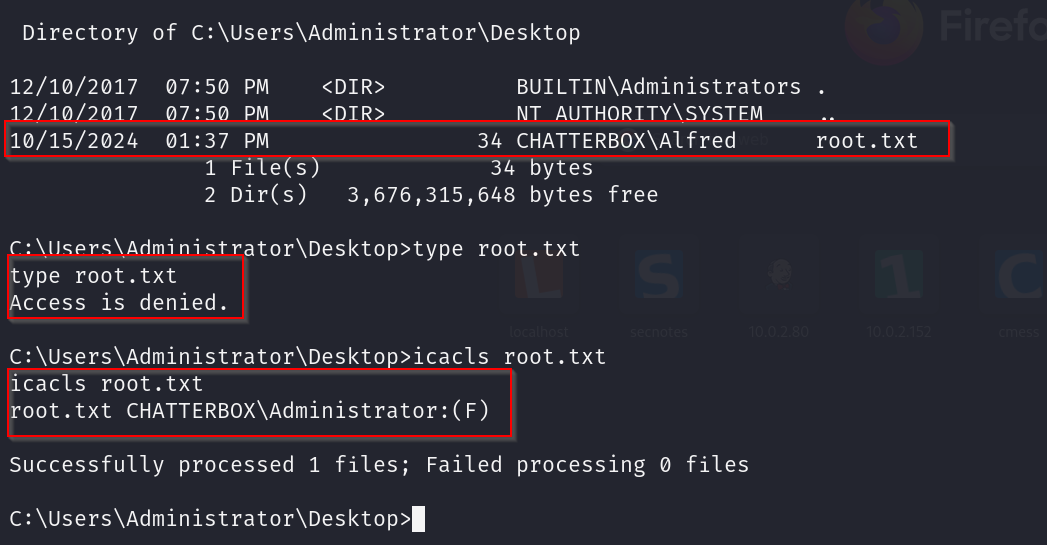 Directory of C:\Users\Administrator\Desktop
12/10/2017  07:50 PM    <DIR>          BUILTIN\Administrators .
12/10/2017  07:50 PM    <DIR>          NT AUTHORITY\SYSTEM    ..
10/15/2024  01:37 PM                34 CHATTERBOX\Alfred      root.txt
               1 File(s)             34 bytes
               2 Dir(s)   3,676,315,648 bytes free
C:\Users\Administrator\Desktop>type root.txt
type root.txt
Access is denied.
C:\Users\Administrator\Desktop>icacls root.txt
icacls root.txt
root.txt CHATTERBOX\Administrator:(F)
Successfully processed 1 files; Failed processing 0 files
C:\Users\Administrator\Desktop>
Firefo
web
L S 1 C
localhost secnotes 10.0.2.80 10.0.2.152 cmess